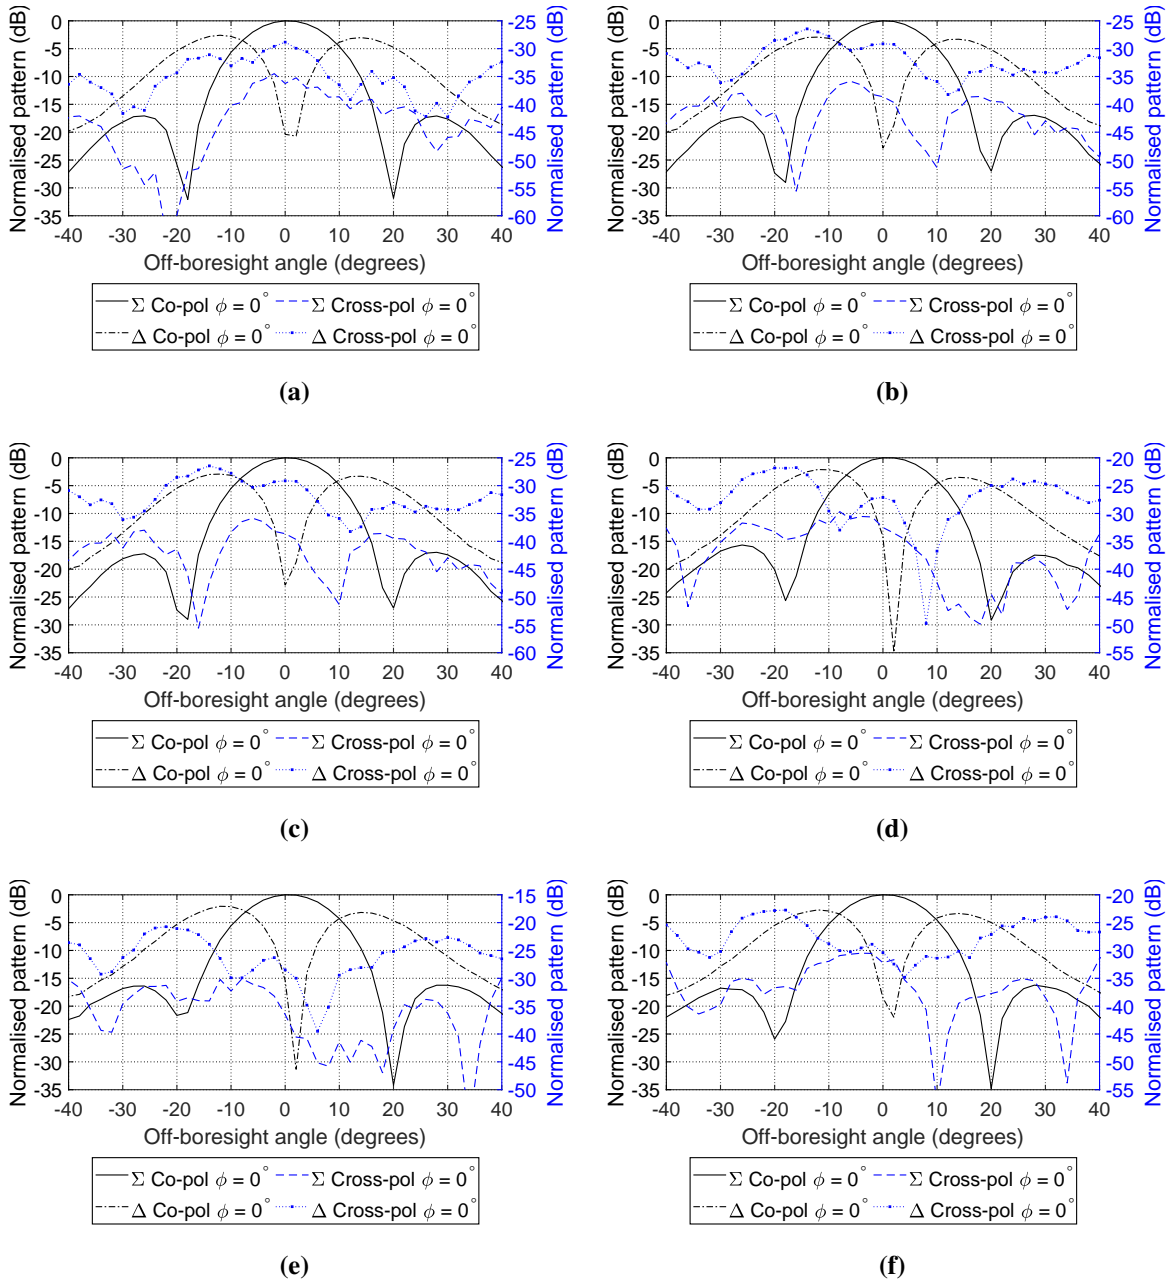 Normalised pattern (dB)
0
-5
-10
-15
-20
-25
-30
-35
-25
-30
-35
-40
-45
-50
-55
-60
Normalised pattern (dB)
-40 -30 -20 -10 0 10 20 30 40
Off-boresight angle (degrees)
Σ Co-pol ϕ = 0° Σ Cross-pol ϕ = 0°
Δ Co-pol ϕ = 0° Δ Cross-pol ϕ = 0°
(a)
Normalised pattern (dB)
0
-5
-10
-15
-20
-25
-30
-35
-25
-30
-35
-40
-45
-50
-55
-60
Normalised pattern (dB)
-40 -30 -20 -10 0 10 20 30 40
Off-boresight angle (degrees)
Σ Co-pol ϕ = 0° Σ Cross-pol ϕ = 0°
Δ Co-pol ϕ = 0° Δ Cross-pol ϕ = 0°
(b)
Normalised pattern (dB)
0
-5
-10
-15
-20
-25
-30
-35
-25
-30
-35
-40
-45
-50
-55
-60
Normalised pattern (dB)
-40 -30 -20 -10 0 10 20 30 40
Off-boresight angle (degrees)
Σ Co-pol ϕ = 0° Σ Cross-pol ϕ = 0°
Δ Co-pol ϕ = 0° Δ Cross-pol ϕ = 0°
(c)
Normalised pattern (dB)
0
-5
-10
-15
-20
-25
-30
-35
-20
-25
-30
-35
-40
-45
-50
-55
Normalised pattern (dB)
-40 -30 -20 -10 0 10 20 30 40
Off-boresight angle (degrees)
Σ Co-pol ϕ = 0° Σ Cross-pol ϕ = 0°
Δ Co-pol ϕ = 0° Δ Cross-pol ϕ = 0°
(d)
Normalised pattern (dB)
0
-5
-10
-15
-20
-25
-30
-35
-15
-20
-25
-30
-35
-40
-45
-50
Normalised pattern (dB)
-40 -30 -20 -10 0 10 20 30 40
Off-boresight angle (degrees)
Σ Co-pol ϕ = 0° Σ Cross-pol ϕ = 0°
Δ Co-pol ϕ = 0° Δ Cross-pol ϕ = 0°
(e)
Normalised pattern (dB)
0
-5
-10
-15
-20
-25
-30
-35
-20
-25
-30
-35
-40
-45
-50
-55
Normalised pattern (dB)
-40 -30 -20 -10 0 10 20 30 40
Off-boresight angle (degrees)
Σ Co-pol ϕ = 0° Σ Cross-pol ϕ = 0°
Δ Co-pol ϕ = 0° Δ Cross-pol ϕ = 0°
(f)